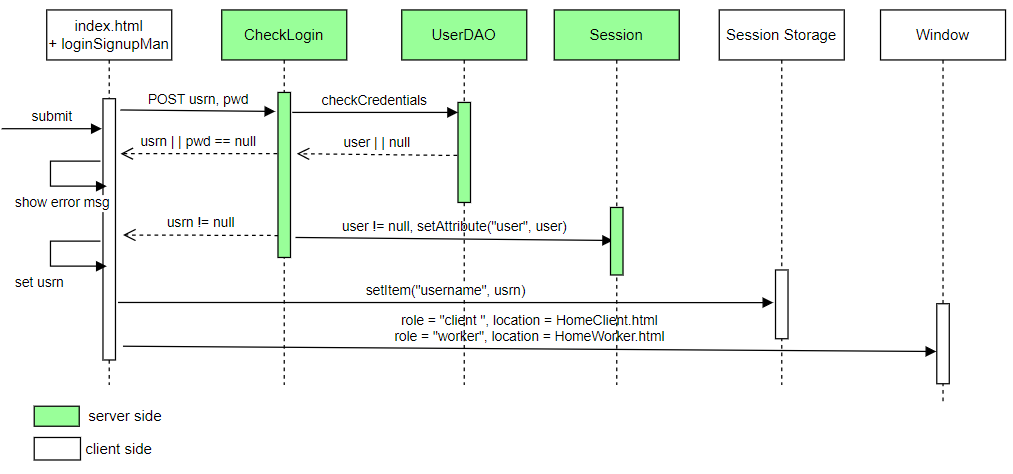 index.html
+ loginSignupMan
CheckLogin
UserDAO
Session
Session Storage
Window
submit
POST usrn, pwd
checkCredentials
usrn | | pwd == null
user | | null
show error msg
usrn != null
user != null, setAttribute("user", user)
set usrn
setItem("username", usrn)
role = "client ", location = HomeClient.html
role = "worker", location = HomeWorker.html
server side
client side